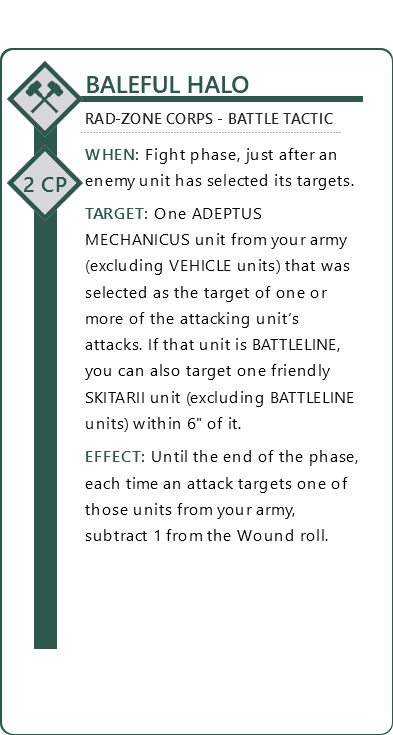 BALEFUL HALO
RAD-ZONE CORPS - BATTLE TACTIC
WHEN: Fight phase, just after an
2 CP
enemy unit has selected its targets.
TARGET: One ADEPTUS
MECHANICUS unit from your army
(excluding VEHICLE units) that was
selected as the target of one or
more of the attacking unit’s
attacks. If that unit is BATTLELINE,
you can also target one friendly
SKITARII unit (excluding BATTLELINE
units) within 6" of it.
EFFECT: Until the end of the phase,
each time an attack targets one of
those units from your army,
subtract 1 from the Wound roll.